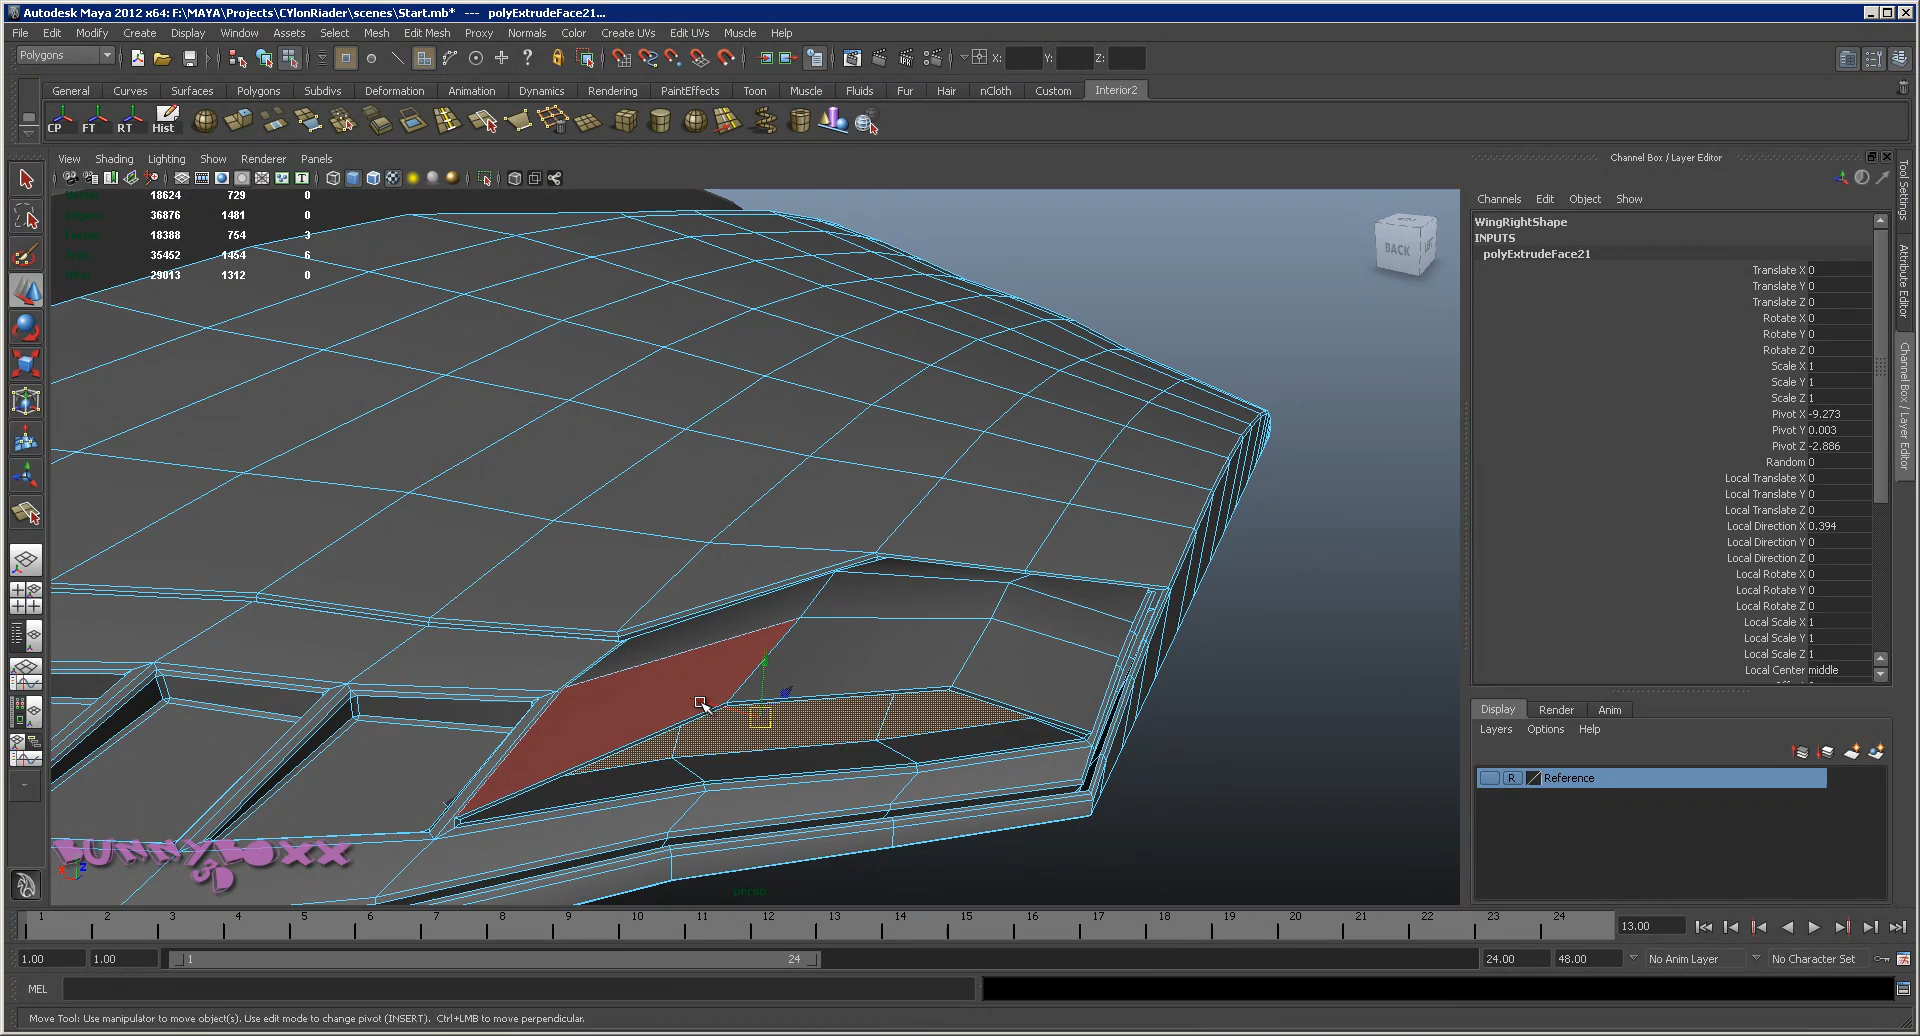 Autodesk Maya 2012 x64: F:\MAYA\Projects\CYlonRiader\scenes\Start.mb*   ---   polyExtrudeFace21...
File Edit Modify Create Display Window Assets Select Mesh Edit Mesh Proxy Normals Color Create UVs Edit UVs Muscle Help
Polygons
X: Y: Z:
General Curves Surfaces Polygons Subdivs Deformation Animation Dynamics Rendering PaintEffects Toon Muscle Fluids Fur Hair nCloth Custom Interior2
CP FT RT Hist
View Shading Lighting Show Renderer Panels
18624 729 0
36876 1481 0
18388 754 3
35452 1454 6
29013 1312 0
BACK
persp
BUNNYBOXX
3D
Channel Box / Layer Editor
Channels Edit Object Show
WingRightShape
INPUTS
polyExtrudeFace21
Translate X 0
Translate Y 0
Translate Z 0
Rotate X 0
Rotate Y 0
Rotate Z 0
Scale X 1
Scale Y 1
Scale Z 1
Pivot X -9.273
Pivot Y 0.003
Pivot Z -2.886
Random 0
Local Translate X 0
Local Translate Y 0
Local Translate Z 0
Local Direction X 0.394
Local Direction Y 0
Local Direction Z 0
Local Rotate X 0
Local Rotate Y 0
Local Rotate Z 0
Local Scale X 1
Local Scale Y 1
Local Scale Z 1
Local Center middle
Tool Settings
Attribute Editor
Channel Box / Layer Editor
Display Render Anim
Layers Options Help
R Reference
1 2 3 4 5 6 7 8 9 10 11 12 13 14 15 16 17 18 19 20 21 22 23 24
13.00
1.00 1.00 1 24 24.00 48.00 No Anim Layer No Character Set
MEL
Move Tool: Use manipulator to move object(s). Use edit mode to change pivot (INSERT). Ctrl+LMB to move perpendicular.